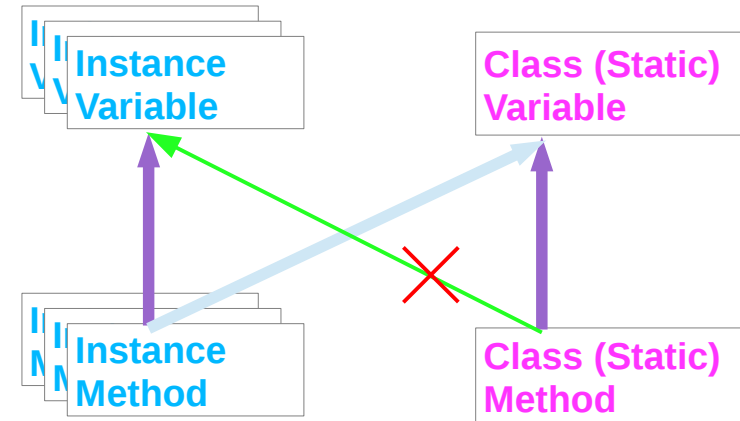 Instance
Variable
Class (Static)
Variable
Instance
Method
Class (Static)
Method